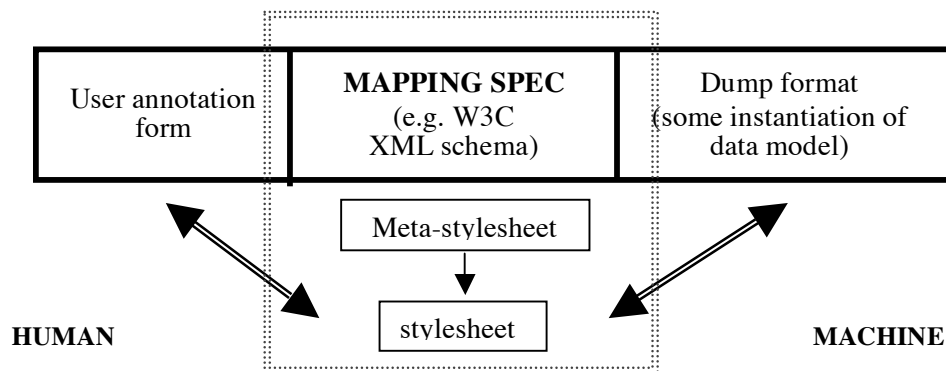 User annotation
form
MAPPING SPEC
(e.g. W3C
XML schema)
Dump format
(some instantiation of
data model)
Meta-stylesheet
stylesheet
HUMAN
MACHINE